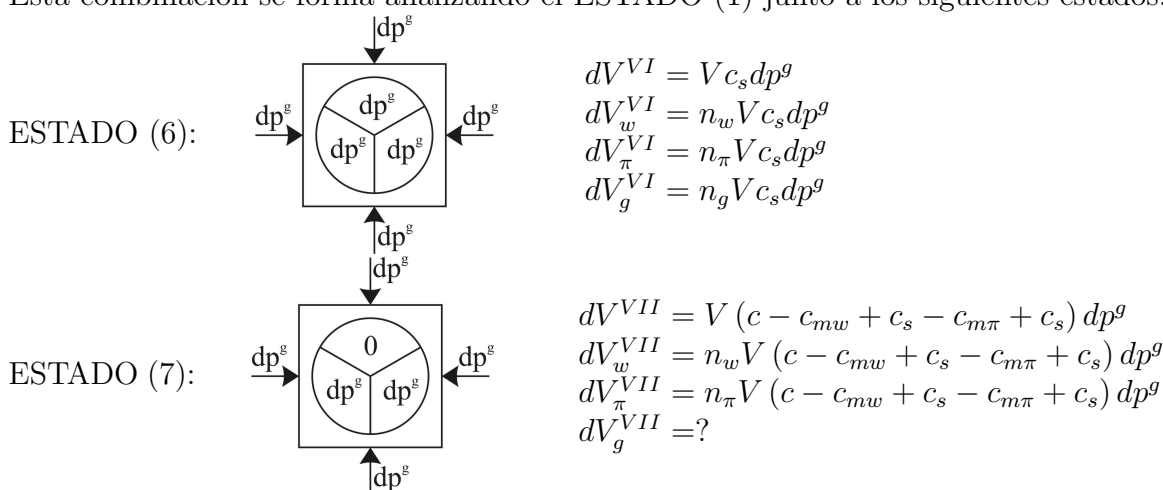 Esta combinación se forma analizando el ESTADO (1) junto a los siguientes estados:
dp^g
ESTADO (6):
dp^g
dp^g
dp^g dp^g
dp^g
dp^g
dV^{VI} = V c_s dp^g
dV_w^{VI} = n_w V c_s dp^g
dV_π^{VI} = n_π V c_s dp^g
dV_g^{VI} = n_g V c_s dp^g
dp^g
ESTADO (7):
dp^g
0
dp^g dp^g
dp^g
dp^g
dV^{VII} = V (c − c_{mw} + c_s − c_{mπ} + c_s) dp^g
dV_w^{VII} = n_w V (c − c_{mw} + c_s − c_{mπ} + c_s) dp^g
dV_π^{VII} = n_π V (c − c_{mw} + c_s − c_{mπ} + c_s) dp^g
dV_g^{VII} =?